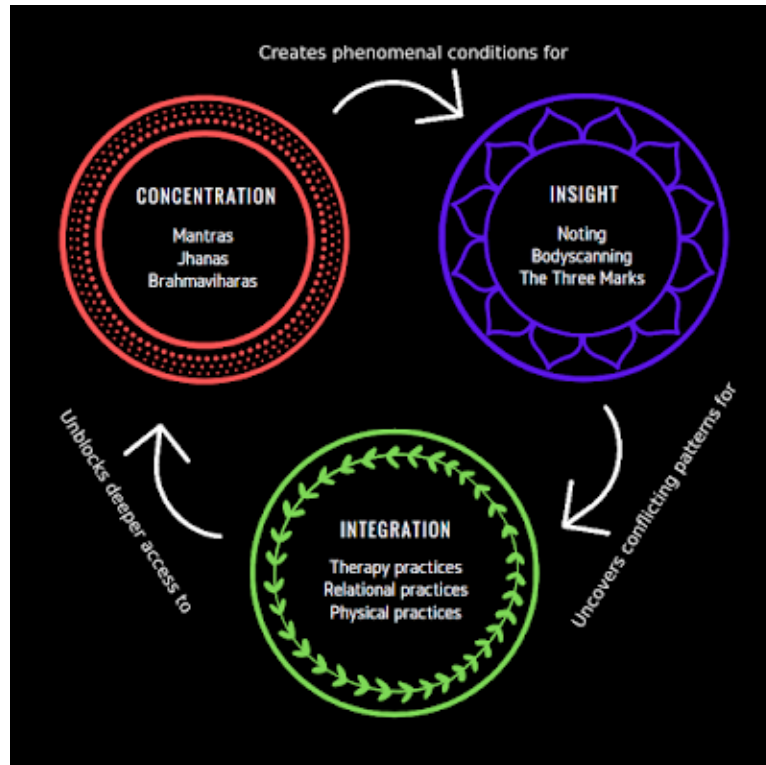 Creates phenomenal conditions for
CONCENTRATION
Mantras
Jhanas
Brahmaviharas
INSIGHT
Noting
Bodyscanning
The Three Marks
Uncovers conflicting patterns for
INTEGRATION
Therapy practices
Relational practices
Physical practices
Unblocks deeper access to